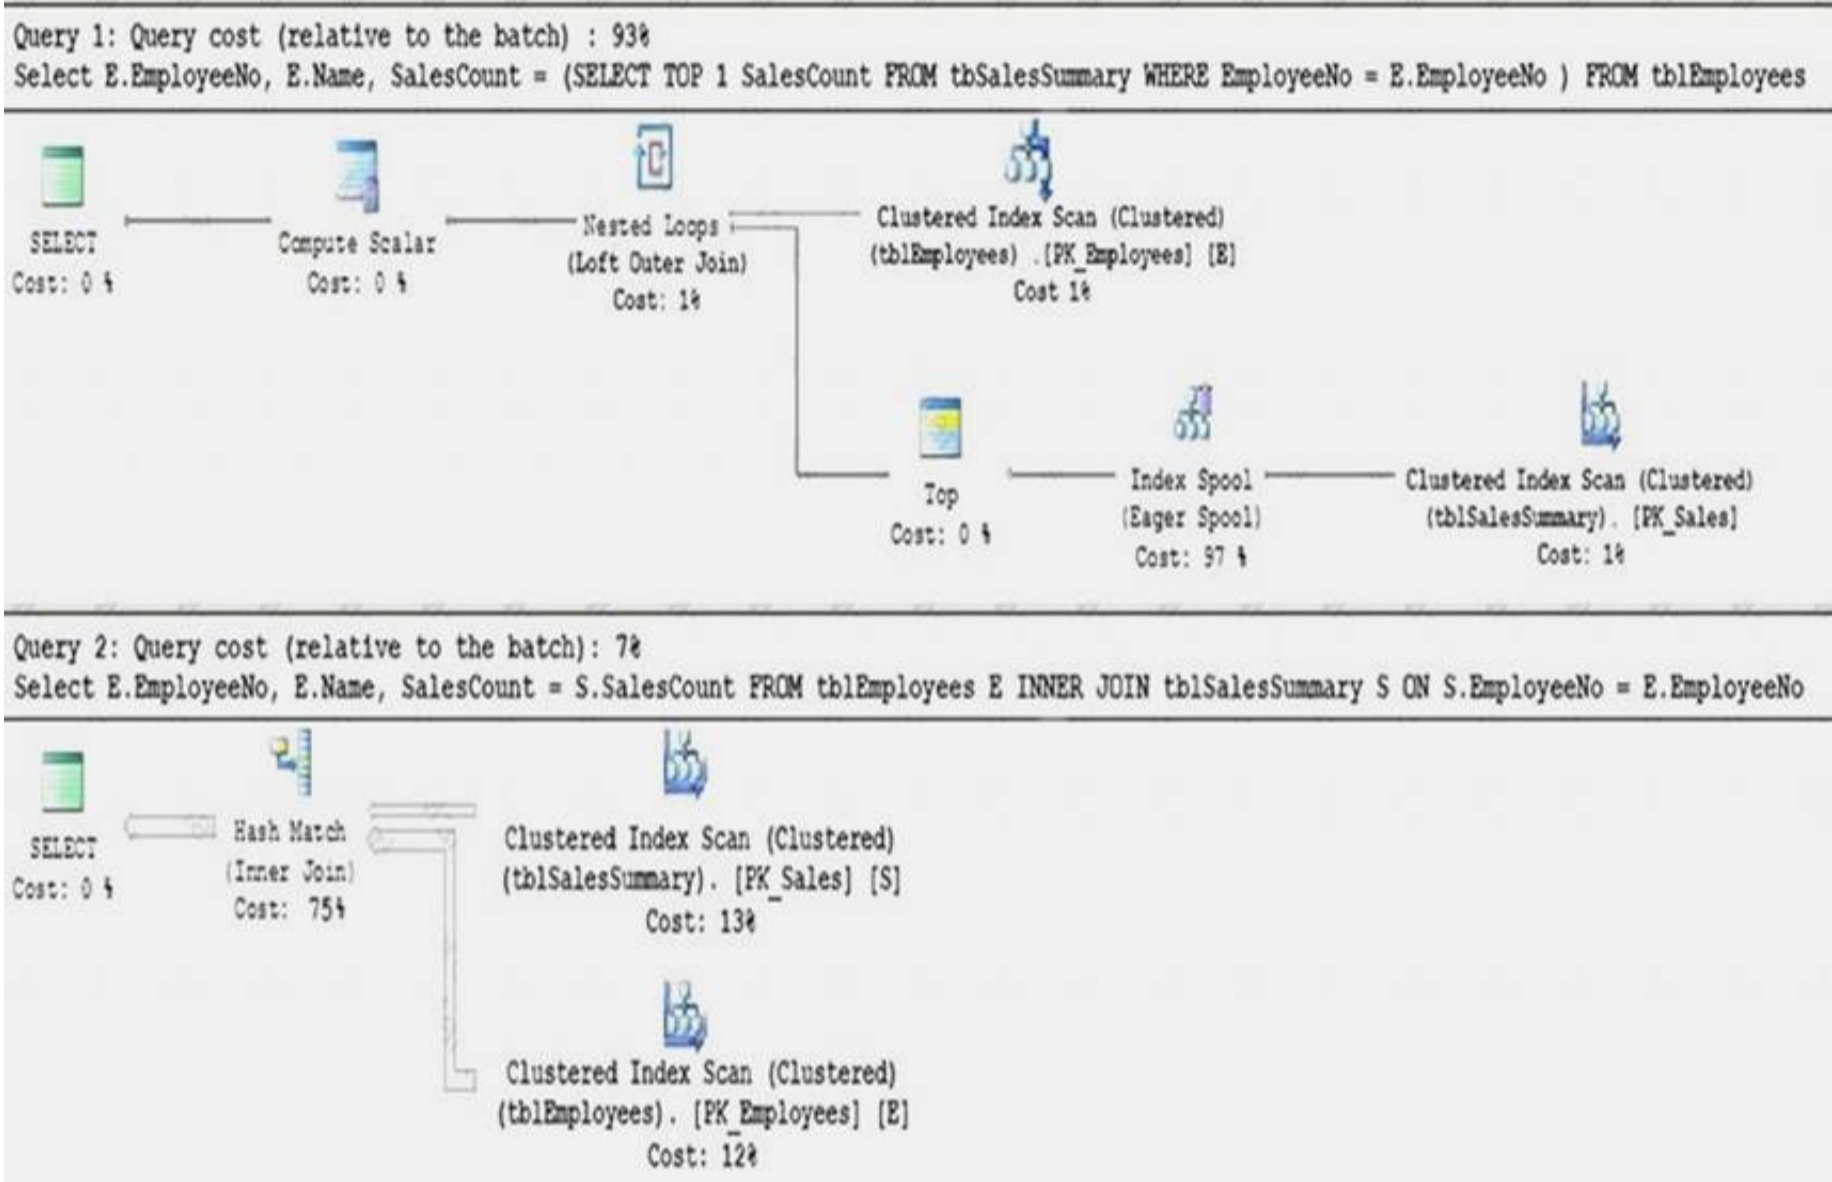 Query 1: Query cost (relative to the batch) : 93%
Select E.EmployeeNo, E.Name, SalesCount = (SELECT TOP 1 SalesCount FROM tbSalesSummary WHERE EmployeeNo = E.EmployeeNo ) FROM tblEmployees
SELECT
Cost: 0 %
Compute Scalar
Cost: 0 %
Nested Loops
(Loft Outer Join)
Cost: 1%
Clustered Index Scan (Clustered)
(tblEmployees) .[PK_Employees] [E]
Cost 1%
Top
Cost: 0 %
Index Spool
(Eager Spool)
Cost: 97 %
Clustered Index Scan (Clustered)
(tblSalesSummary). [PK_Sales]
Cost: 1%
Query 2: Query cost (relative to the batch): 7%
Select E.EmployeeNo, E.Name, SalesCount = S.SalesCount FROM tblEmployees E INNER JOIN tblSalesSummary S ON S.EmployeeNo = E.EmployeeNo
SELECT
Cost: 0 %
Hash Match
(Inner Join)
Cost: 75%
Clustered Index Scan (Clustered)
(tblSalesSummary). [PK_Sales] [S]
Cost: 13%
Clustered Index Scan (Clustered)
(tblEmployees). [PK_Employees] [E]
Cost: 12%